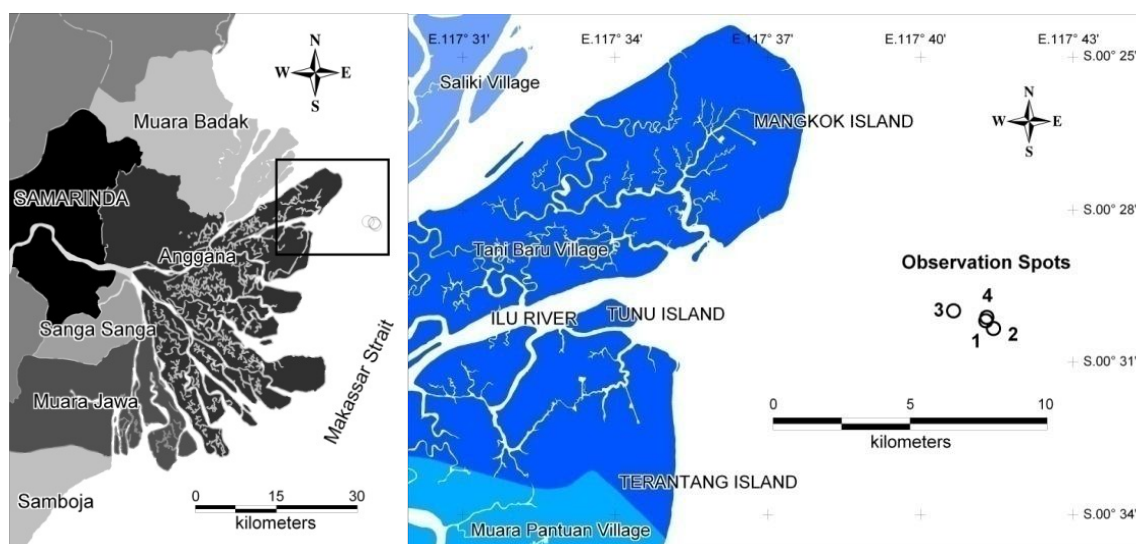 N
W E
S
Muara Badak
SAMARINDA
Anggana
Sanga Sanga
Muara Jawa
Samboja
Makassar Strait
0 15 30
kilometers
E.117° 31 E.117° 34 E.117° 37 E.117° 40 E.117° 43
S.00° 25
Saliki Village
MANGKOK ISLAND
N
W E
S
S.00° 28
Tani Baru Village
Observation Spots
4
3
1 2
ILU RIVER
TUNU ISLAND
S.00° 31
0 5 10
kilometers
TERANTANG ISLAND
S.00° 34
Muara Pantuan Village